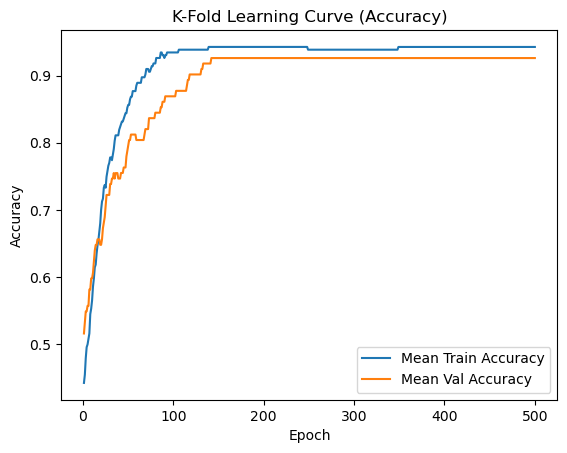 K-Fold Learning Curve (Accuracy)
0.9
0.8
0.7
0.6
0.5
Accuracy
0
100
200
300
400
500
Epoch
Mean Train Accuracy
Mean Val Accuracy